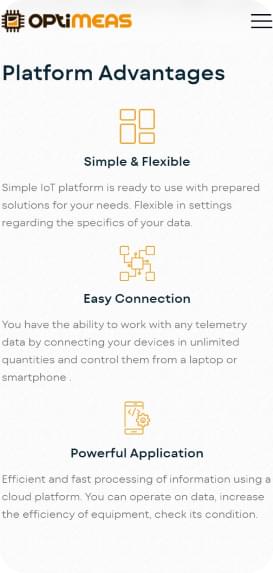 OPtiMEAS
Platform Advantages
Simple & Flexible
Simple IoT platform is ready to use with prepared
solutions for your needs. Flexible in settings
regarding the specifics of your data.
Easy Connection
You have the ability to work with any telemetry
data by connecting your devices in unlimited
quantities and control them from a laptop or
smartphone .
Powerful Application
Efficient and fast processing of information using a
cloud platform. You can operate on data, increase
the efficiency of equipment, check its condition.